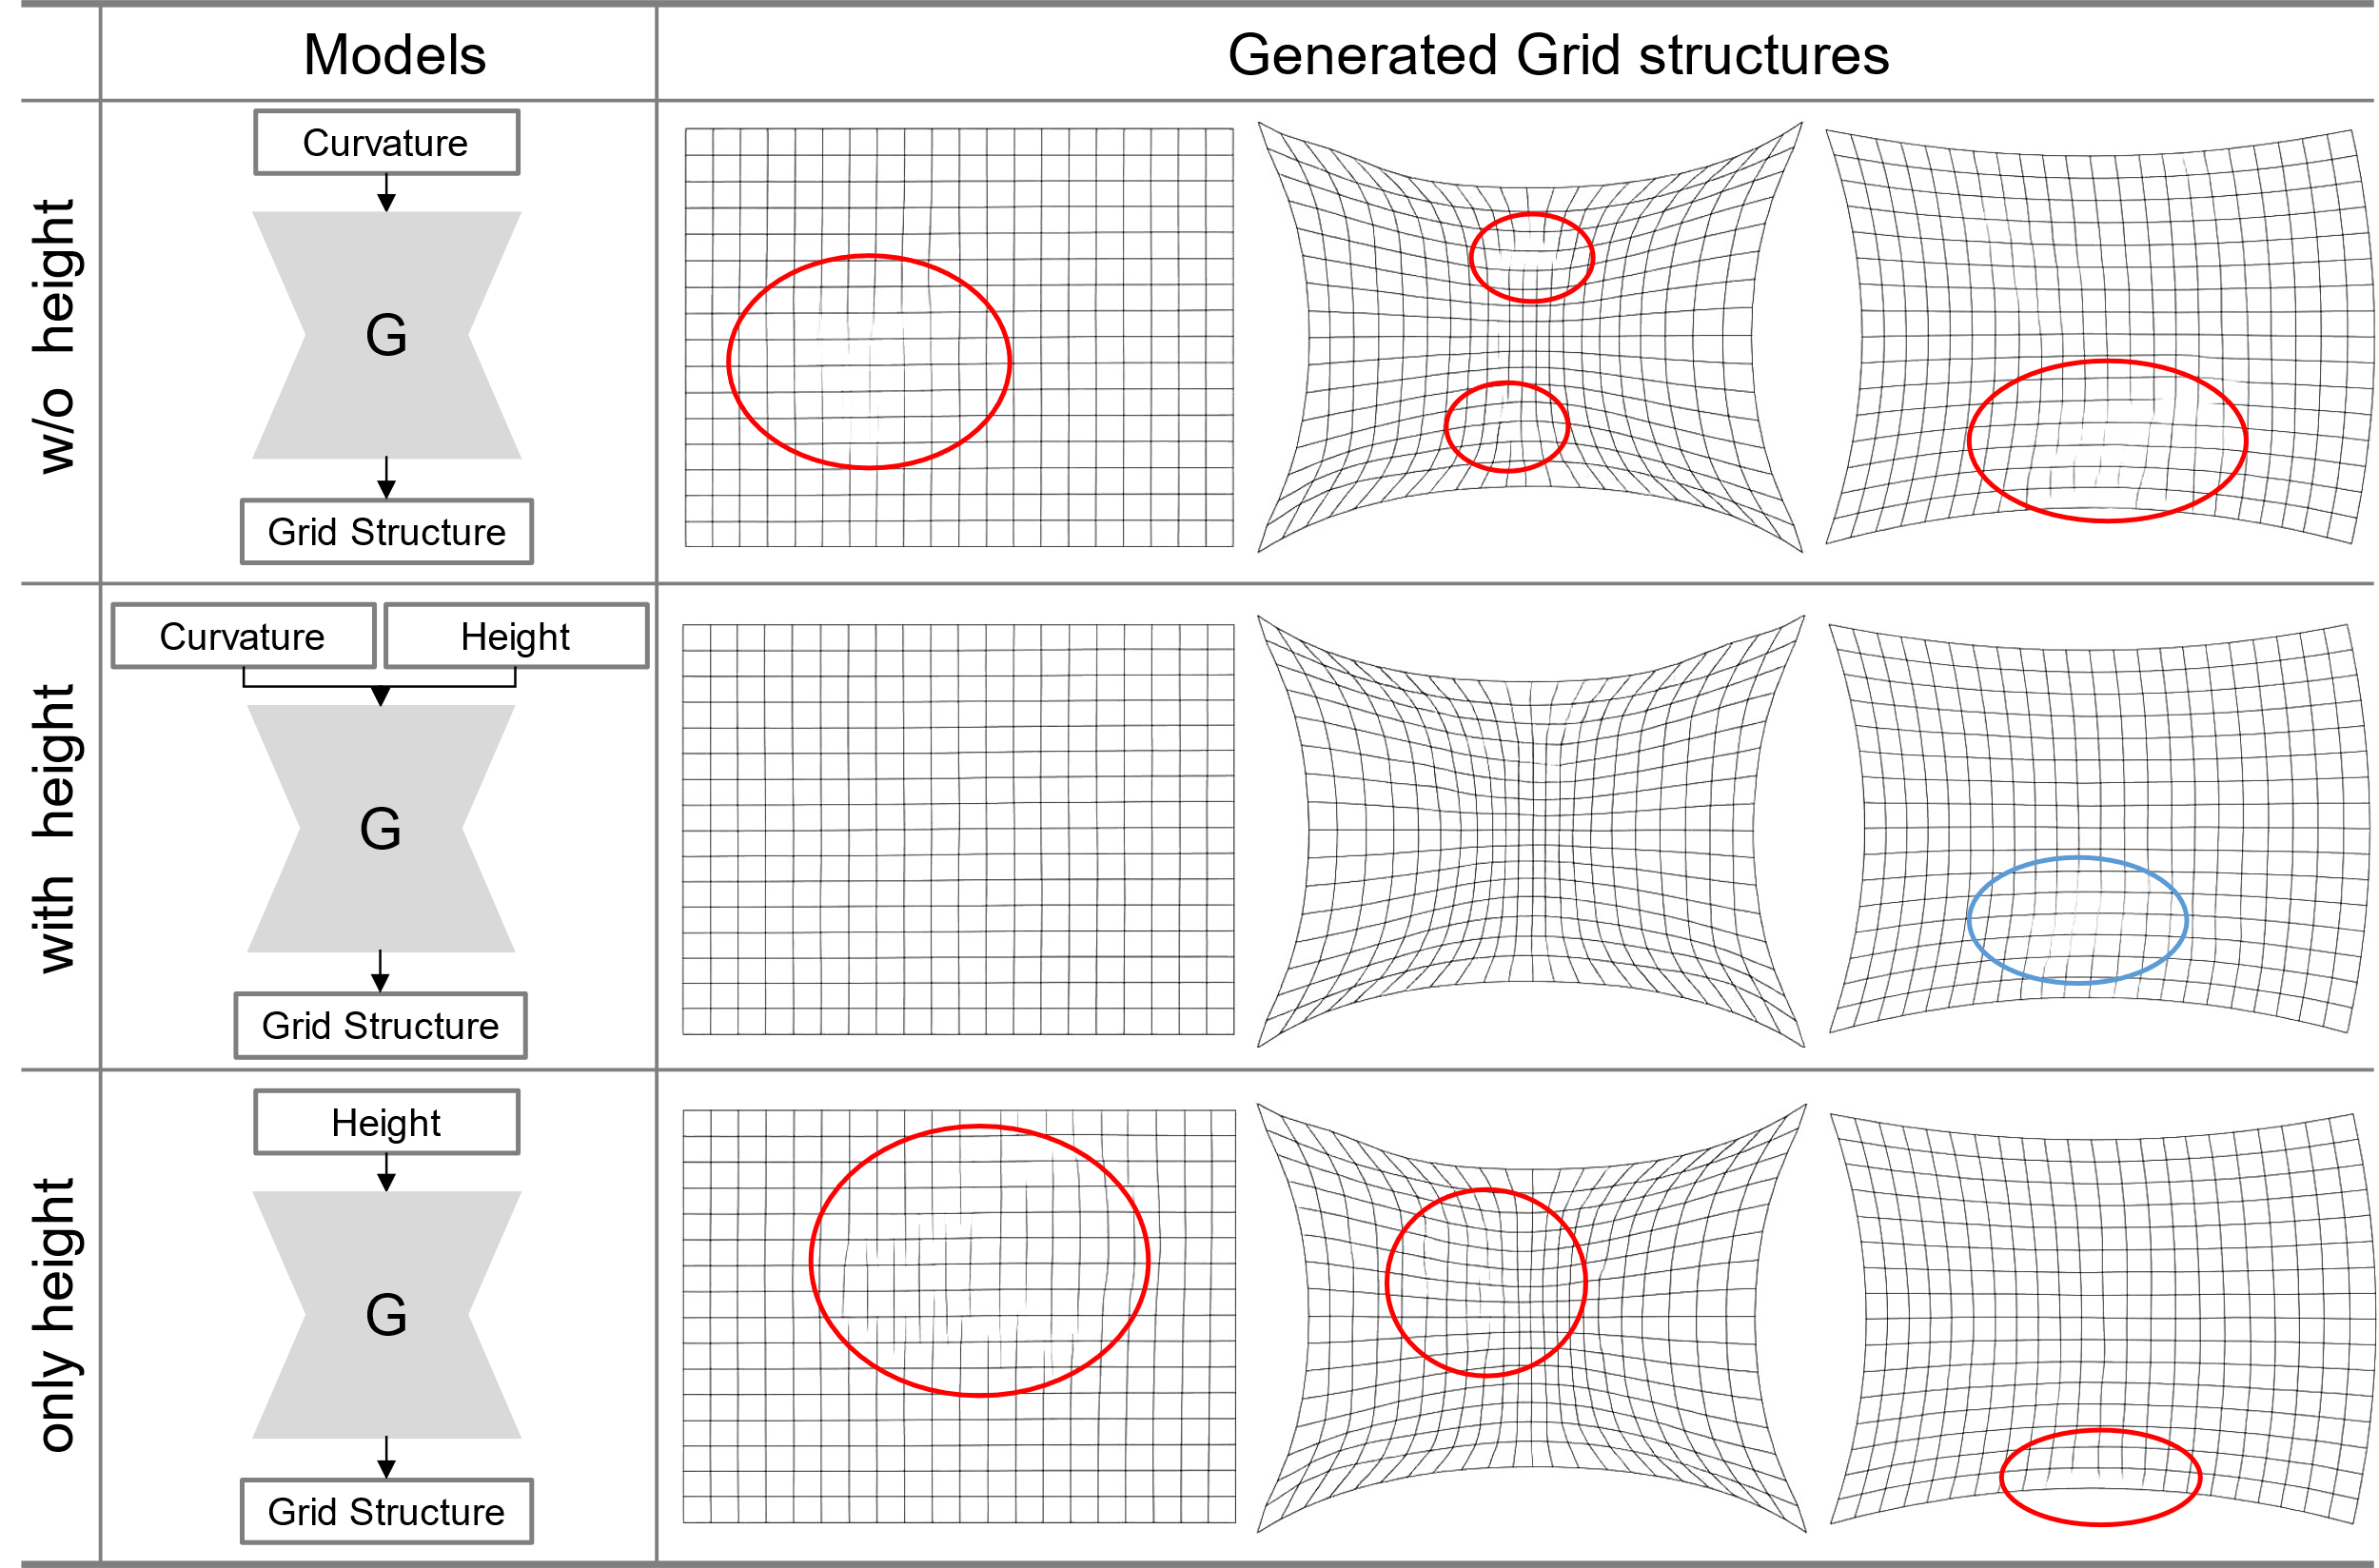 Models
Generated Grid structures
w/o height
Curvature
G
Grid Structure
with height
Curvature
Height
G
Grid Structure
only height
Height
G
Grid Structure